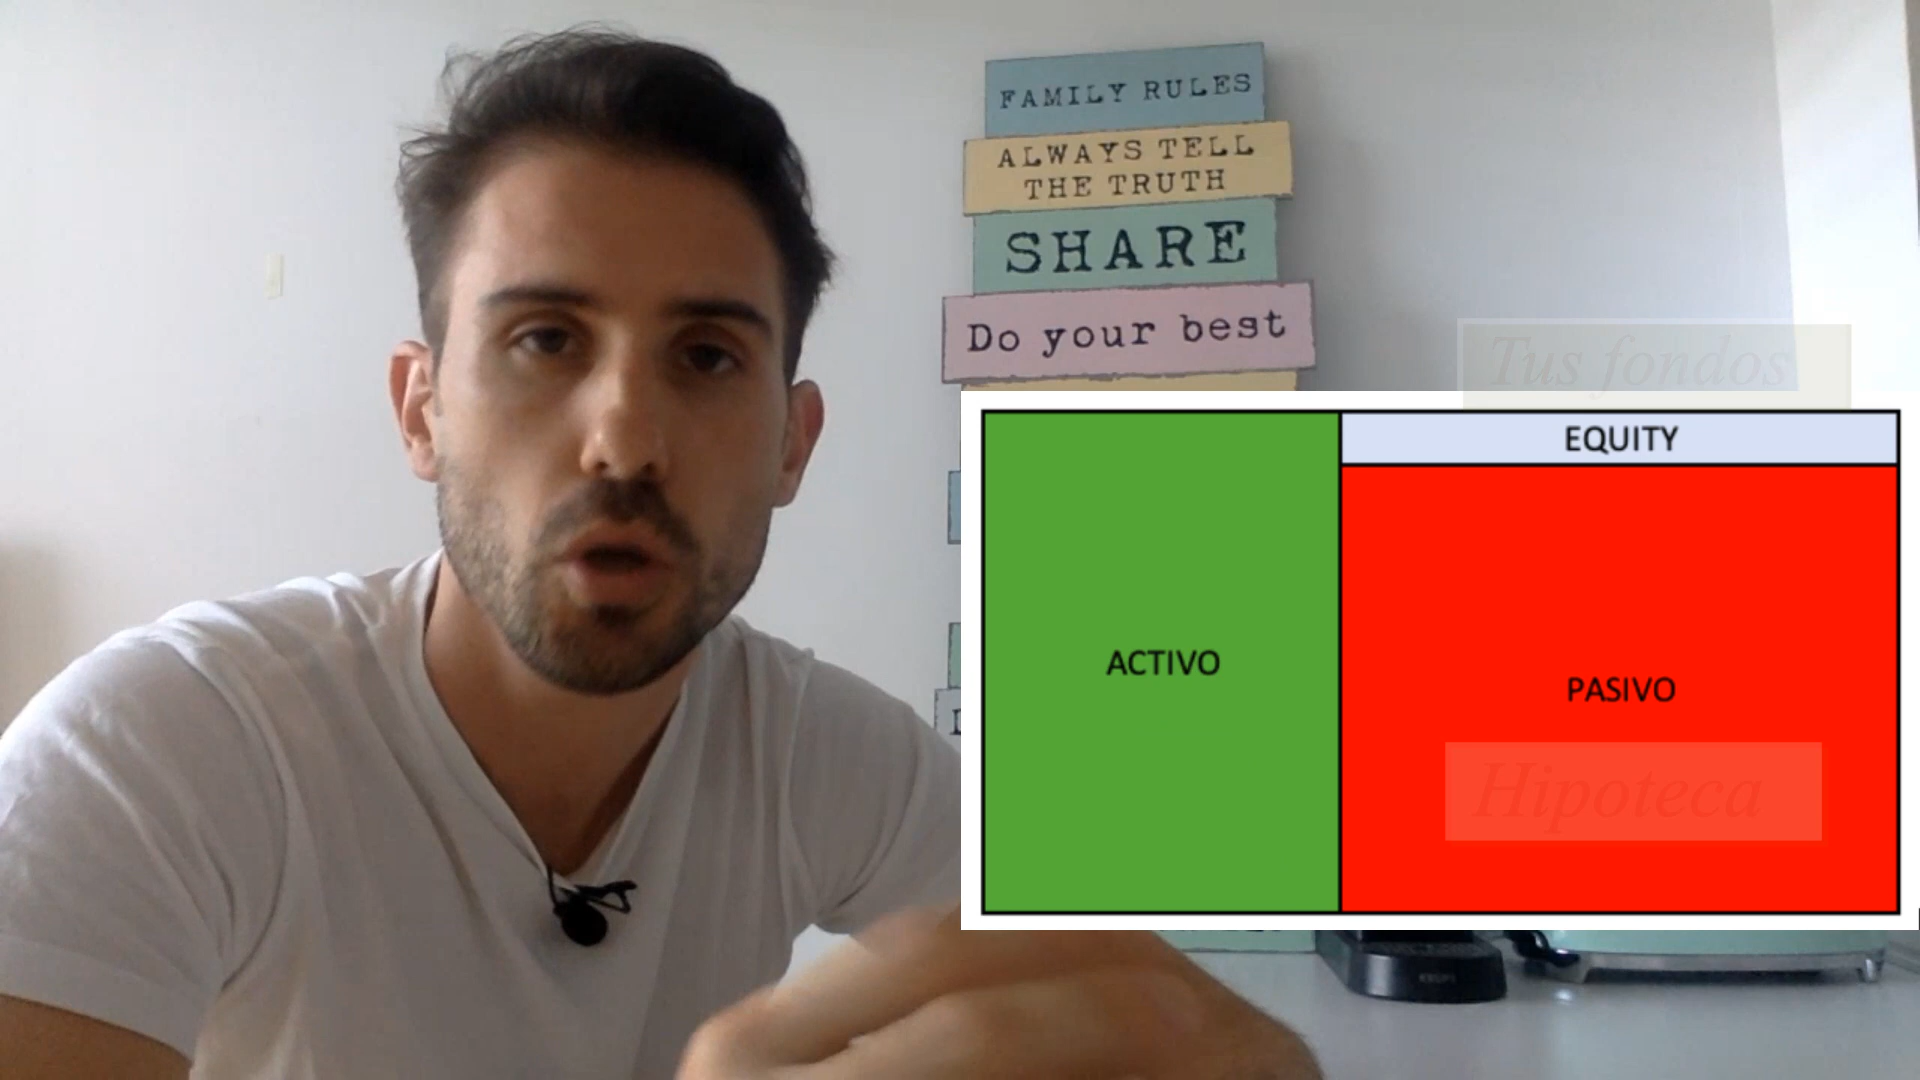 FAMILY RULES
ALWAYS TELL
THE TRUTH
SHARE
Do your best
Tus fondos
EQUITY
ACTIVO
PASIVO
Hipoteca